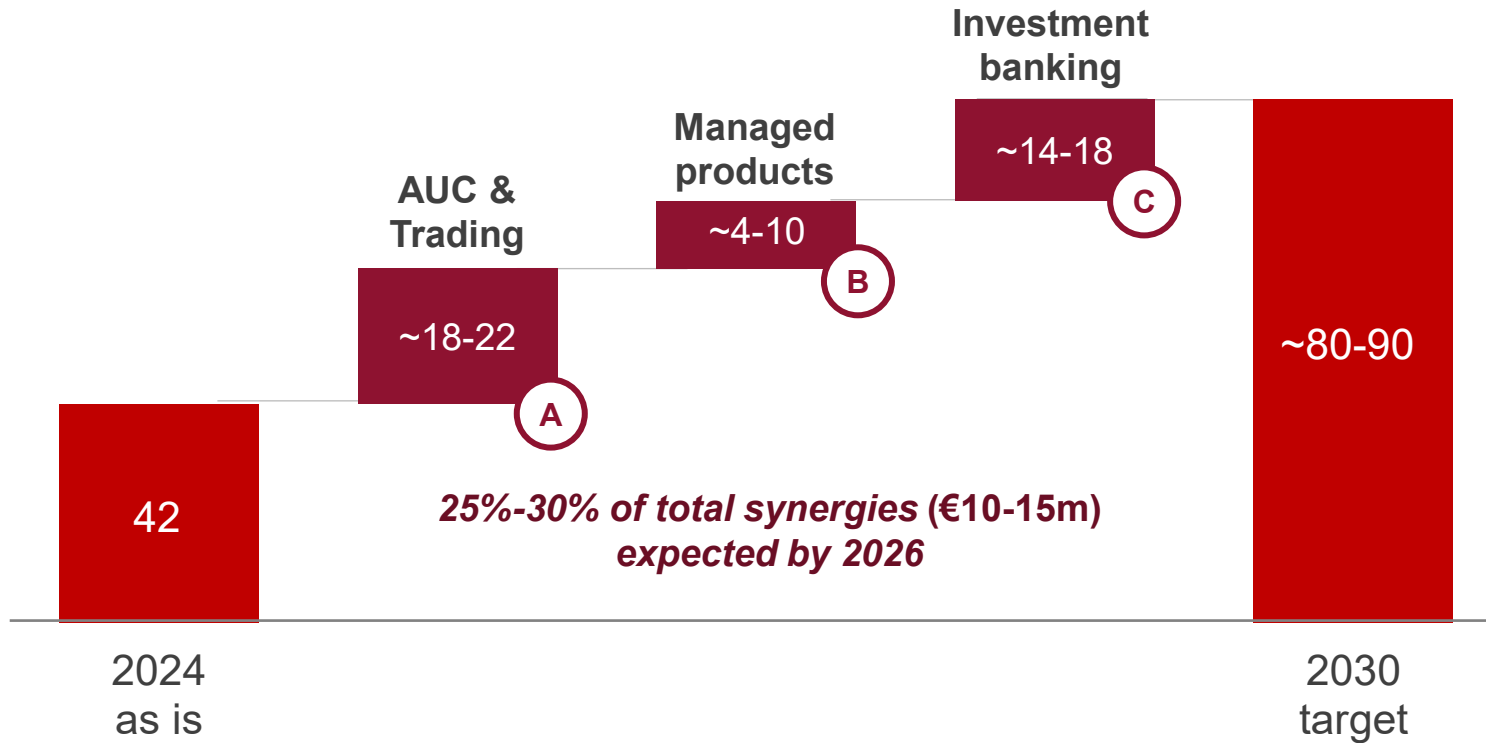 Investment
banking
~14-18
C
Managed
products
~4-10
B
AUC &
Trading
~18-22
A
42
~80-90
25%-30% of total synergies (€10-15m)
expected by 2026
2024
as is
2030
target